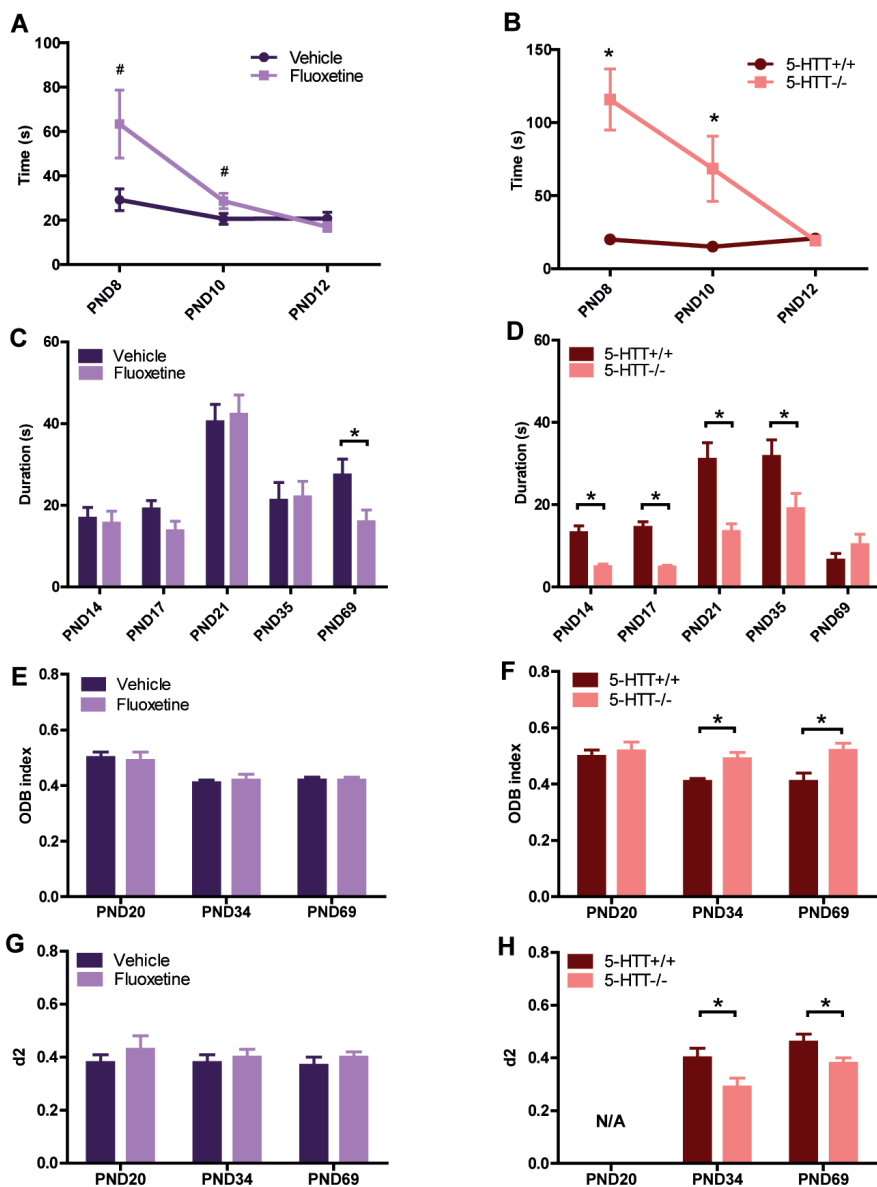 A
100
80
60
40
20
0
Time (s)
#
#
Vehicle
Fluoxetine
PND8
PND10
PND12
B
150
100
50
0
Time (s)
*
*
5-HTT+/+
5-HTT-/-
PND8
PND10
PND12
C
60
40
20
0
Duration (s)
Vehicle
Fluoxetine
*
PND14
PND17
PND21
PND35
PND69
D
60
40
20
0
Duration (s)
5-HTT+/+
5-HTT-/-
*
*
*
*
PND14
PND17
PND21
PND35
PND69
E
0.6
0.4
0.2
0.0
ODB index
Vehicle
Fluoxetine
PND20
PND34
PND69
F
0.6
0.4
0.2
0.0
ODB index
5-HTT+/+
5-HTT-/-
*
*
PND20
PND34
PND69
G
0.8
0.6
0.4
0.2
0.0
d2
Vehicle
Fluoxetine
PND20
PND34
PND69
H
0.8
0.6
0.4
0.2
0.0
d2
5-HTT+/+
5-HTT-/-
*
*
N/A
PND20
PND34
PND69